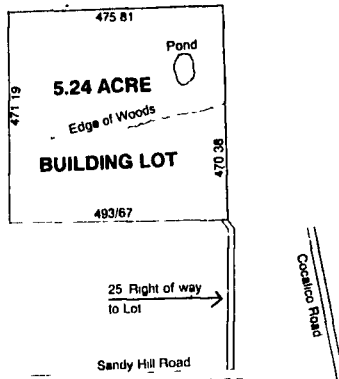 475 81
Pond
5.24 ACRE
471 19
Edge of Woods
BUILDING LOT
470 38
493/67
25 Right of way
to Lot
Cocalico Road
Sandy Hill Road